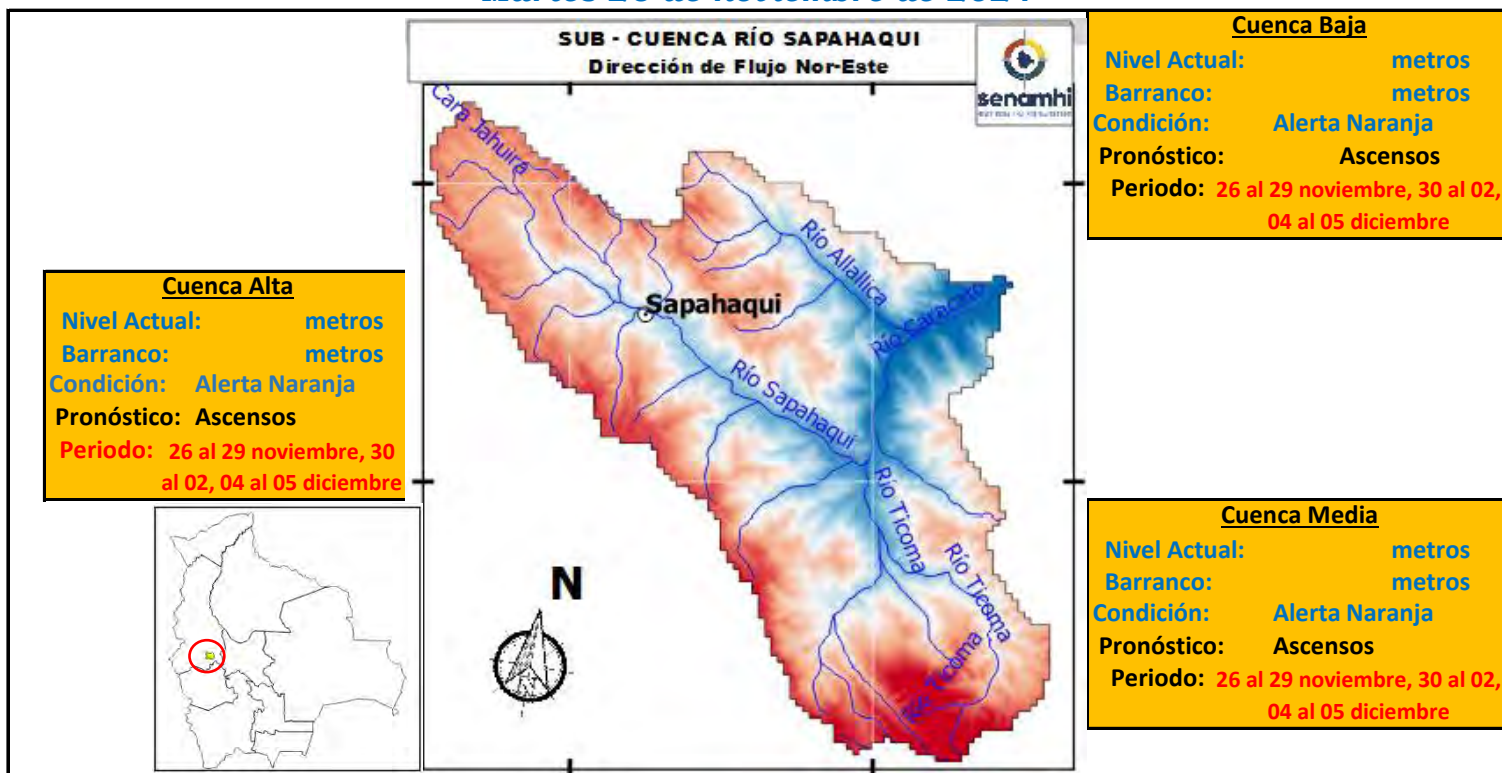 SUB - CUENCA RÍO SAPAHAQUI
Dirección de Flujo Nor-Este
senamhi
Cuenca Baja
Nivel Actual: metros
Barranco: metros
Condición: Alerta Naranja
Pronóstico: Ascensos
Periodo: 26 al 29 noviembre, 30 al 02,
04 al 05 diciembre
Cuenca Alta
Nivel Actual: metros
Barranco: metros
Condición: Alerta Naranja
Pronóstico: Ascensos
Periodo: 26 al 29 noviembre, 30
al 02, 04 al 05 diciembre
Cara Jahuira
Río Allallica
Río Caracato
Sapahaqui
Río Sapahaqui
Río Ticoma
Río Ticoma
Río Ticoma
N
Cuenca Media
Nivel Actual: metros
Barranco: metros
Condición: Alerta Naranja
Pronóstico: Ascensos
Periodo: 26 al 29 noviembre, 30 al 02,
04 al 05 diciembre